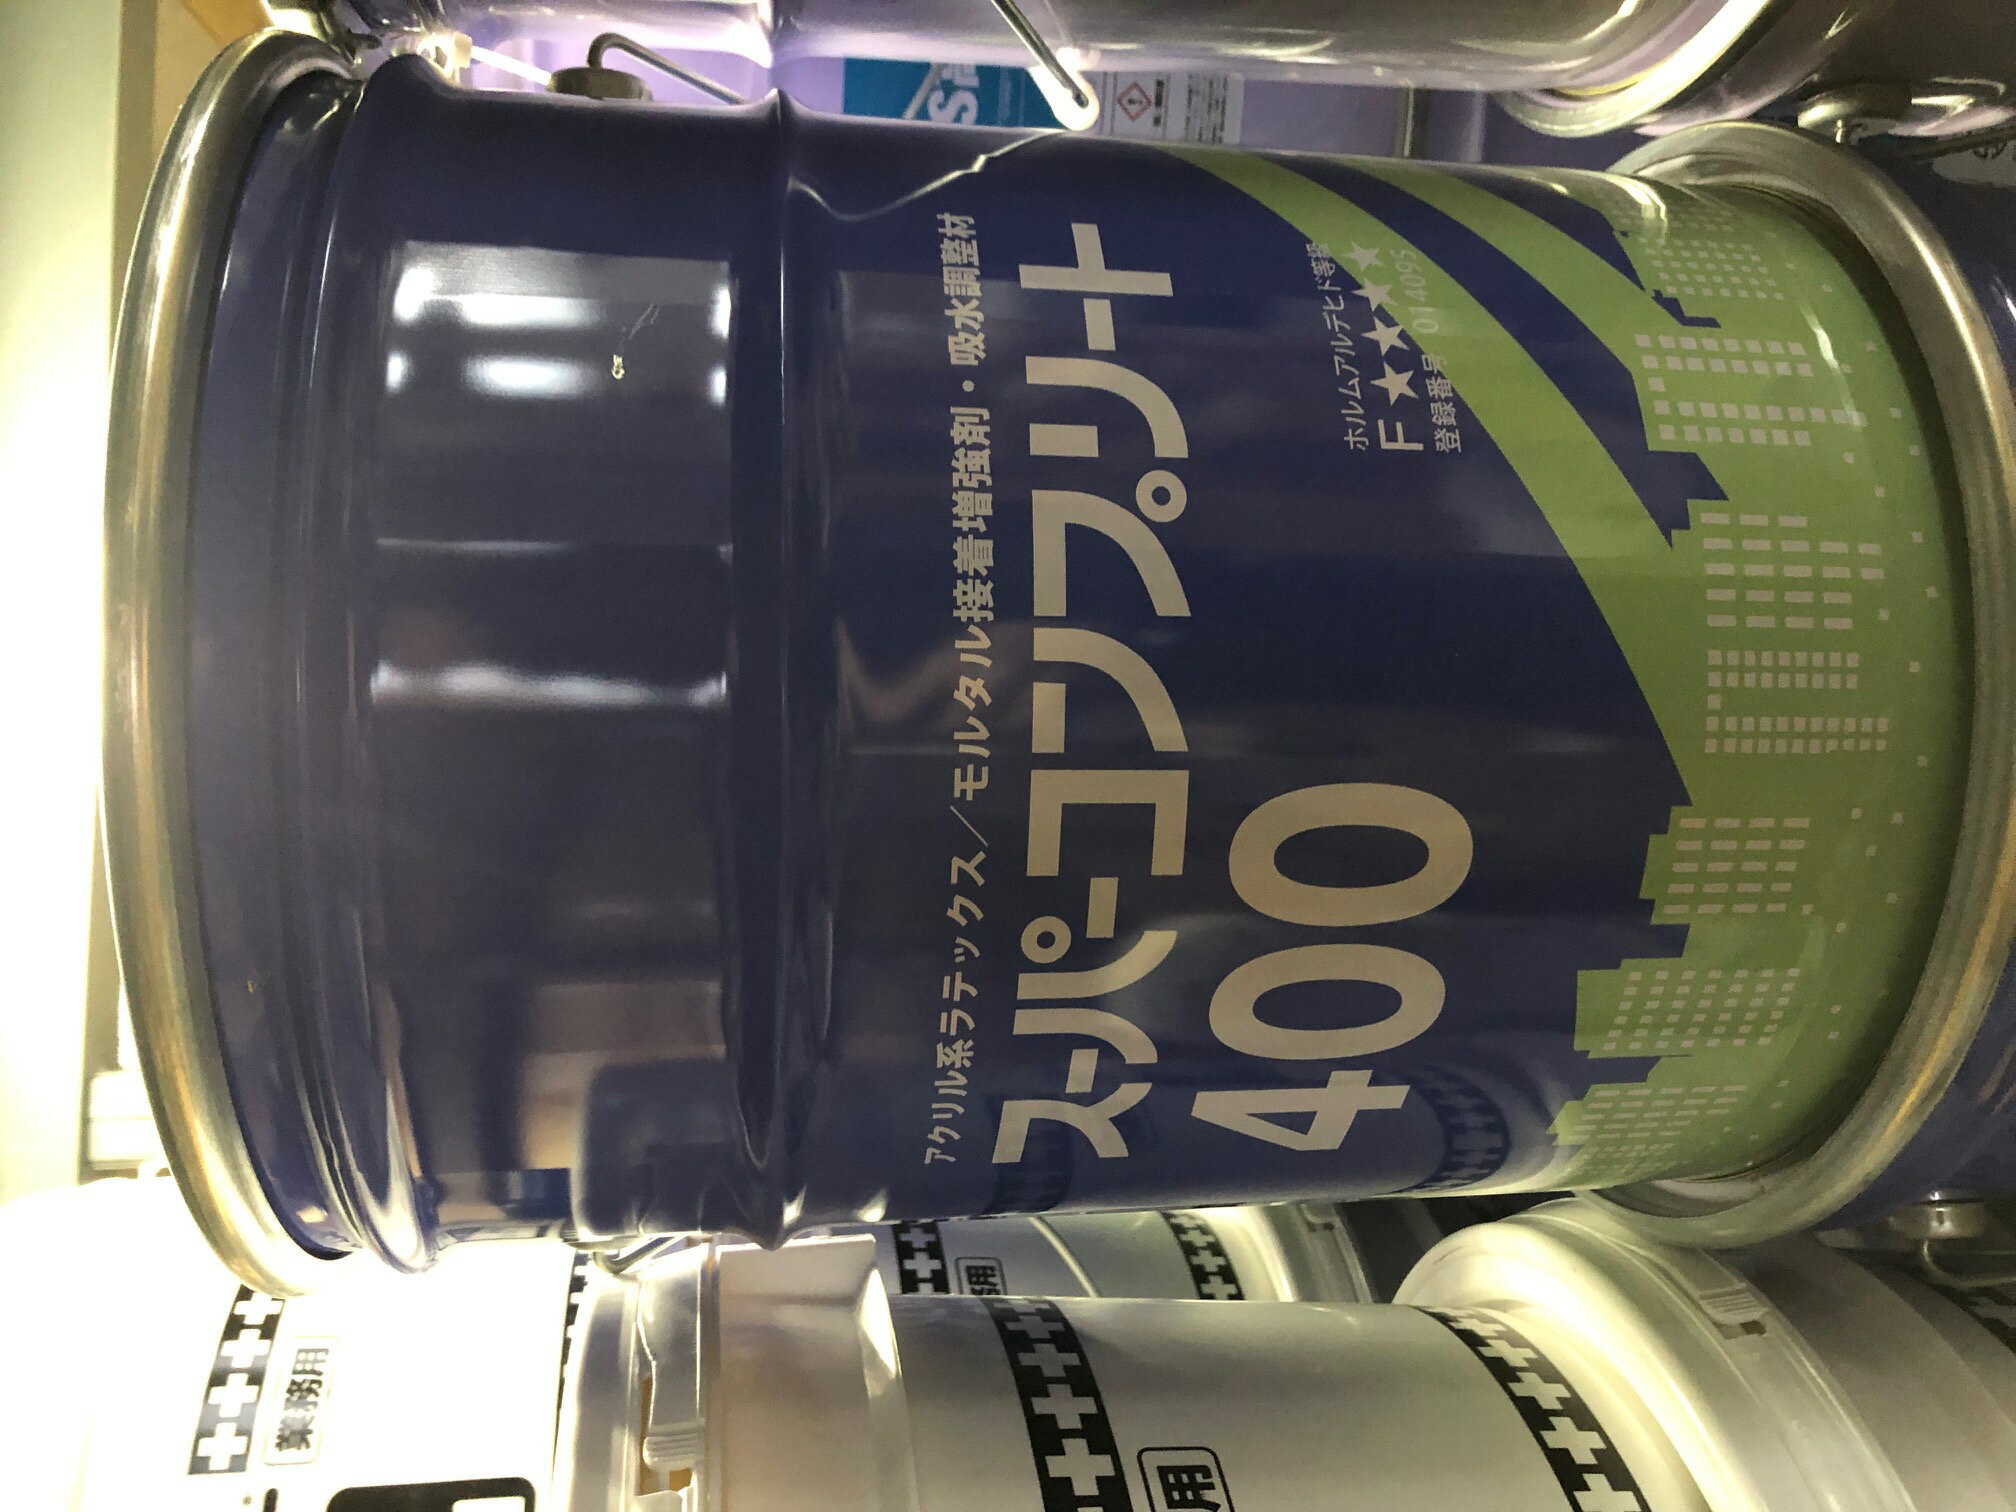 アクリル系ラテックス/モルタル接着増強剤・吸水調整材
スーパーコンクリート
400
ホルムアルデヒド等級
F★★★★
登録番号 014095
業務用
用
用